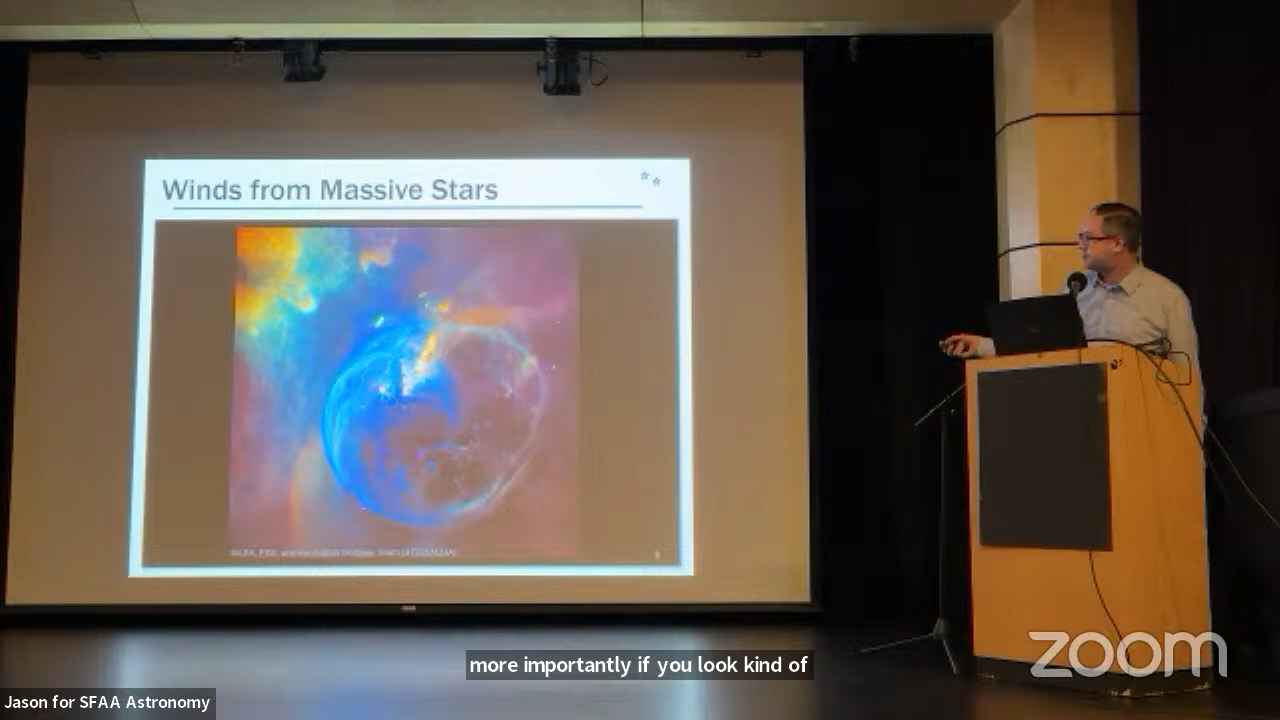 Winds from Massive Stars
more importantly if you look kind of
zoom
Jason for SFAA Astronomy